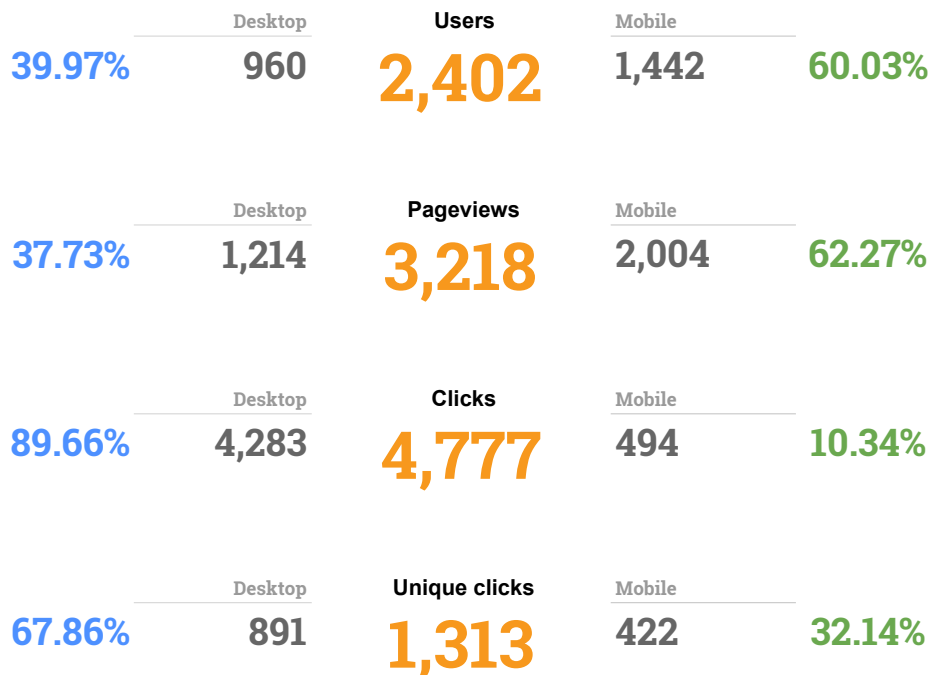 Desktop Users Mobile
39.97% 960 2,402 1,442 60.03%
Desktop Pageviews Mobile
37.73% 1,214 3,218 2,004 62.27%
Desktop Clicks Mobile
89.66% 4,283 4,777 494 10.34%
Desktop Unique clicks Mobile
67.86% 891 1,313 422 32.14%